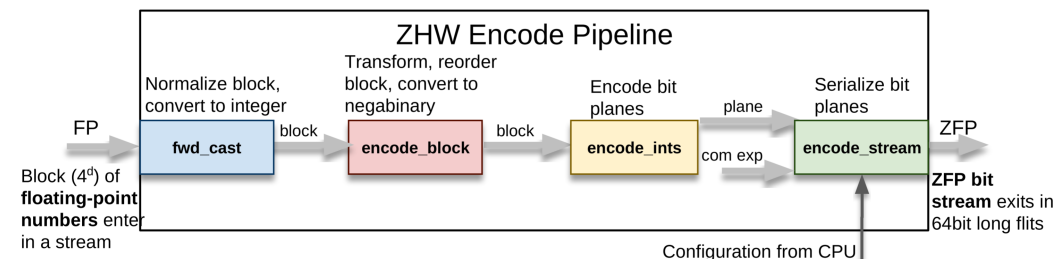 ZHW Encode Pipeline
Normalize block,
convert to integer
Transform, reorder
block, convert to
negabinary
Encode bit
planes
Serialize bit
planes
FP
fwd_cast
block
encode_block
block
encode_ints
plane
com exp
encode_stream
ZFP
Block (4ᵈ) of
floating-point
numbers enter
in a stream
ZFP bit
stream exits in
64bit long flits
Configuration from CPU